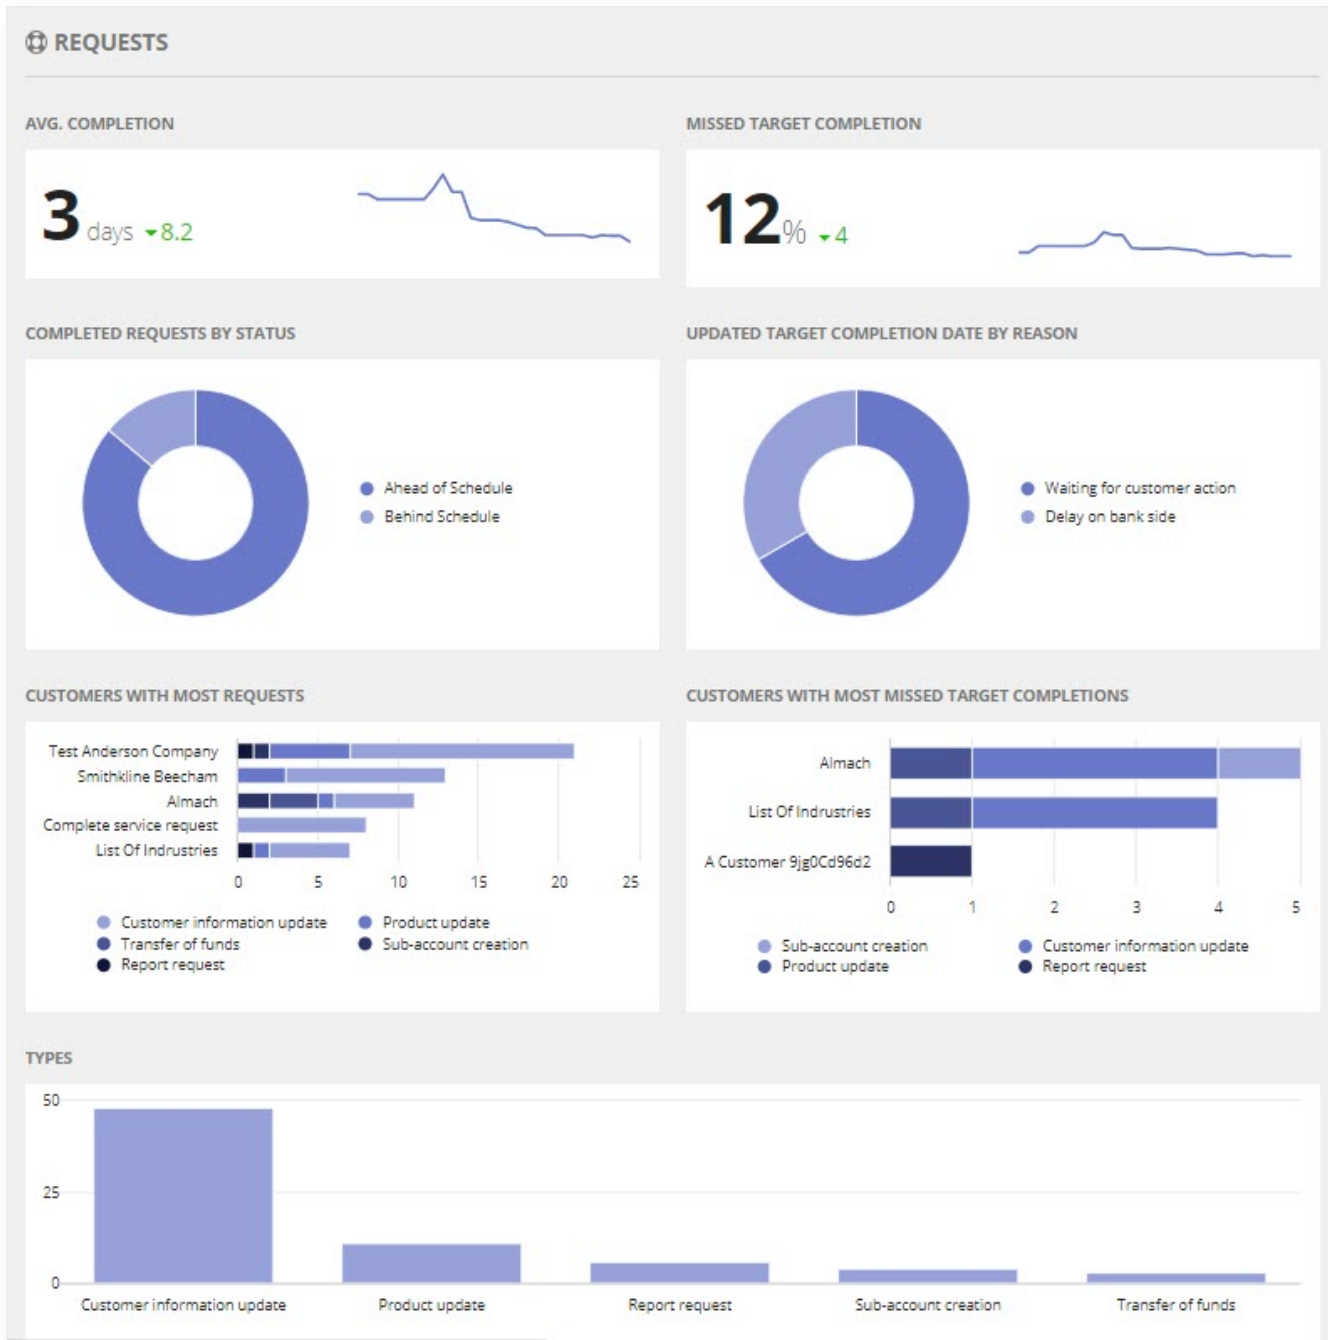 REQUESTS
AVG. COMPLETION
3 days 8.2
MISSED TARGET COMPLETION
12% 4
COMPLETED REQUESTS BY STATUS
Ahead of Schedule
Behind Schedule
UPDATED TARGET COMPLETION DATE BY REASON
Waiting for customer action
Delay on bank side
CUSTOMERS WITH MOST REQUESTS
Test Anderson Company
Smithkline Beecham
Almach
Complete service request
List Of Indrustries
0 5 10 15 20 25
Customer information update Product update
Transfer of funds Sub-account creation
Report request
CUSTOMERS WITH MOST MISSED TARGET COMPLETIONS
Almach
List Of Indrustries
A Customer 9jg0Cd96d2
0 1 2 3 4 5
Sub-account creation Customer information update
Product update Report request
TYPES
50
25
0
Customer information update Product update Report request Sub-account creation Transfer of funds